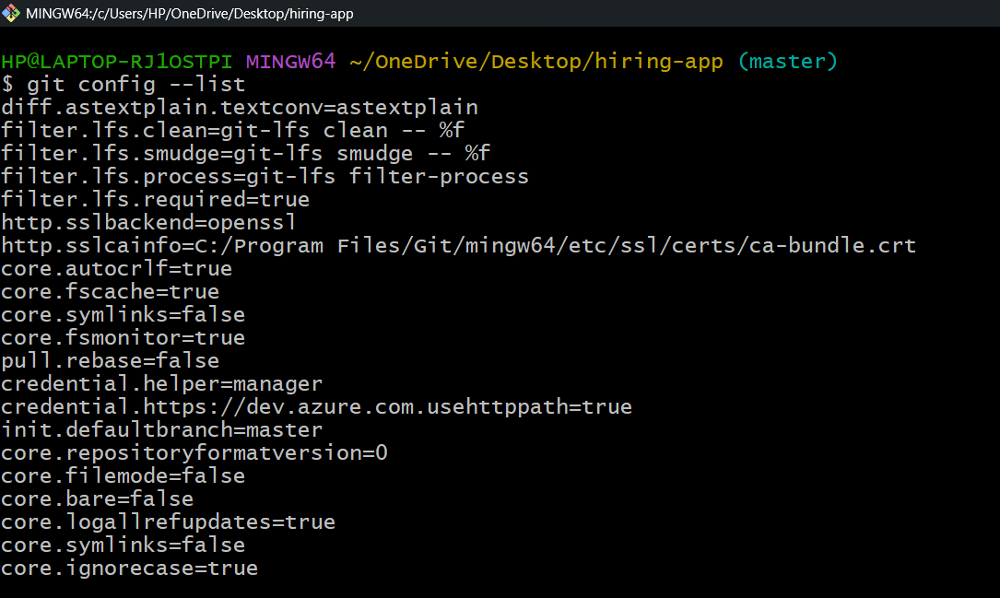 MINGW64:/c/Users/HP/OneDrive/Desktop/hiring-app
HP@LAPTOP-RJ1OSTPI MINGW64 ~/OneDrive/Desktop/hiring-app (master)
$ git config --list
diff.astextplain.textconv=astextplain
filter.lfs.clean=git-lfs clean -- %f
filter.lfs.smudge=git-lfs smudge -- %f
filter.lfs.process=git-lfs filter-process
filter.lfs.required=true
http.sslbackend=openssl
http.sslcainfo=C:/Program Files/Git/mingw64/etc/ssl/certs/ca-bundle.crt
core.autocrlf=true
core.fscache=true
core.symlinks=false
core.fsmonitor=true
pull.rebase=false
credential.helper=manager
credential.https://dev.azure.com.usehttppath=true
init.defaultbranch=master
core.repositoryformatversion=0
core.filemode=false
core.bare=false
core.logallrefupdates=true
core.symlinks=false
core.ignorecase=true